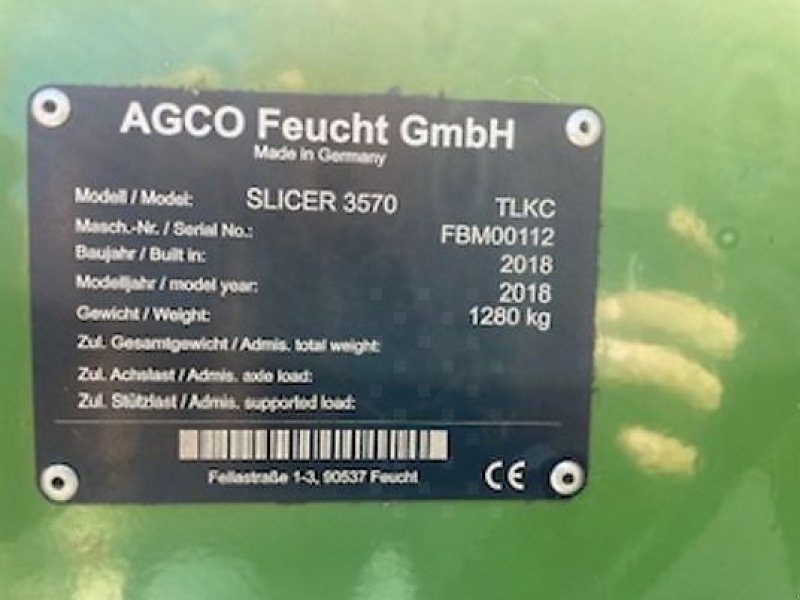 AGCO Feucht GmbH
Made in Germany
Modell / Model: SLICER 3570 TLKC
Masch.-Nr. / Serial No.: FBM00112
Baujahr / Built in: 2018
Modelljahr / model year: 2018
Gewicht / Weight: 1280 kg
Zul. Gesamtgewicht / Admis. total weight:
Zul. Achslast / Admis. axle load:
Zul. Stützlast / Admis. supported load:
Fellastraße 1-3, 90537 Feucht CE